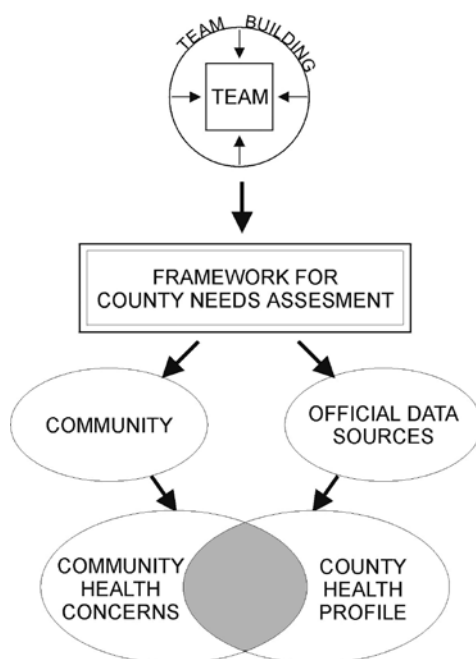 TEAM BUILDING
TEAM
FRAMEWORK FOR
COUNTY NEEDS ASSESMENT
COMMUNITY
OFFICIAL DATA
SOURCES
COMMUNITY
HEALTH
CONCERNS
COUNTY
HEALTH
PROFILE